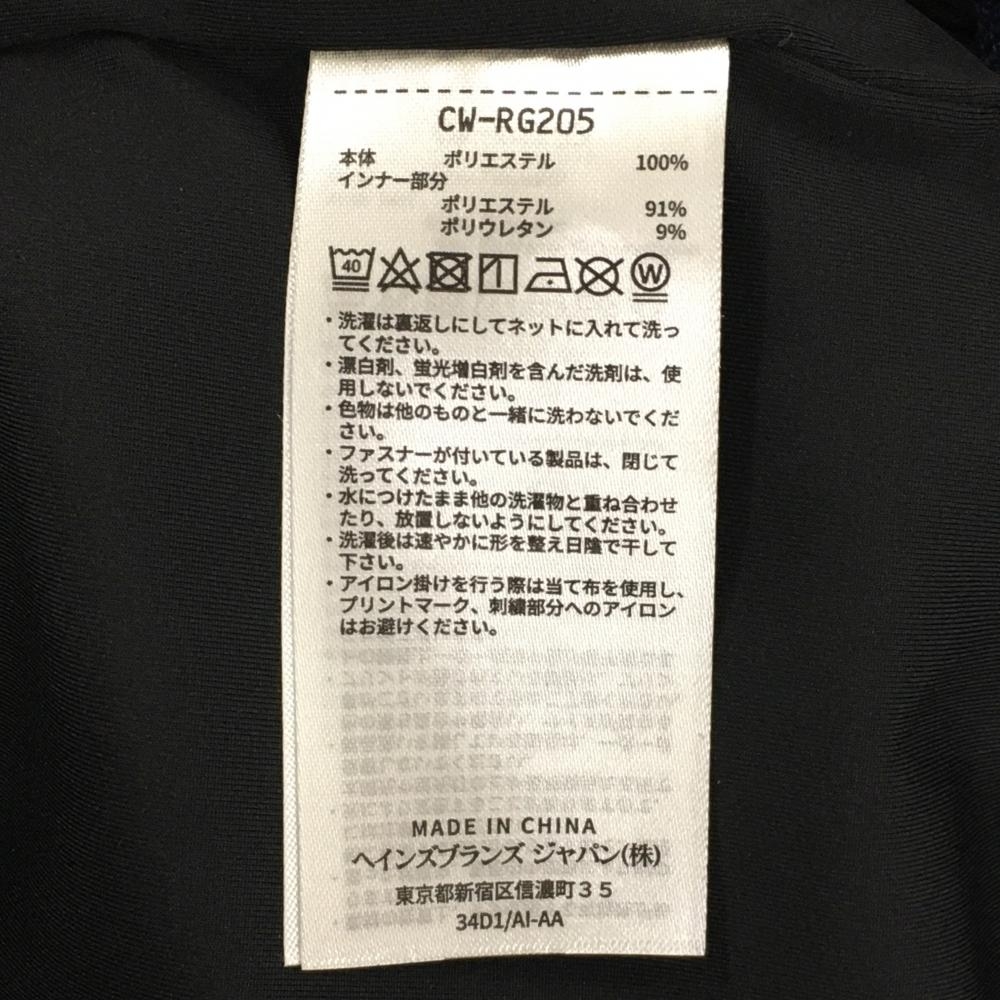 CW-RG205
本体 ポリエステル 100%
インナー部分
ポリエステル 91%
ポリウレタン 9%
40 W
・洗濯は裏返しにしてネットに入れて洗っ
てください。
・漂白剤、蛍光増白剤を含んだ洗剤は、使
用しないでください。
・色物は他のものと一緒に洗わないでくだ
さい。
・ファスナーが付いている製品は、閉じて
洗ってください。
・水につけたまま他の洗濯物と重ね合わせ
たり、放置しないようにしてください。
・洗濯後は速やかに形を整え日陰で干して
下さい。
・アイロン掛けを行う際は当て布を使用し、
プリントマーク、刺繍部分へのアイロン
はお避けください。
MADE IN CHINA
ヘインズブランズ ジャパン(株)
東京都新宿区信濃町35
34D1/AI-AA